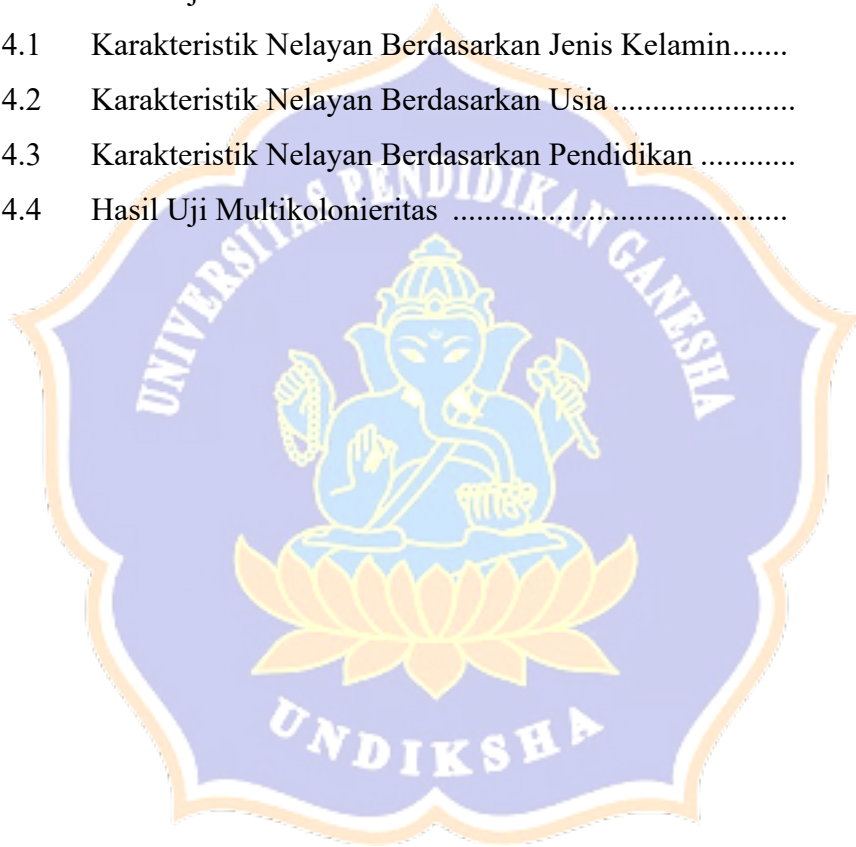 4.1 Karakteristik Nelayan Berdasarkan Jenis Kelamin.......
4.2 Karakteristik Nelayan Berdasarkan Usia.......................
4.3 Karakteristik Nelayan Berdasarkan Pendidikan ............
4.4 Hasil Uji Multikolonieritas ..........................................
UNIVERSITAS PENDIDIKAN GANESHA
UNDIKSHA